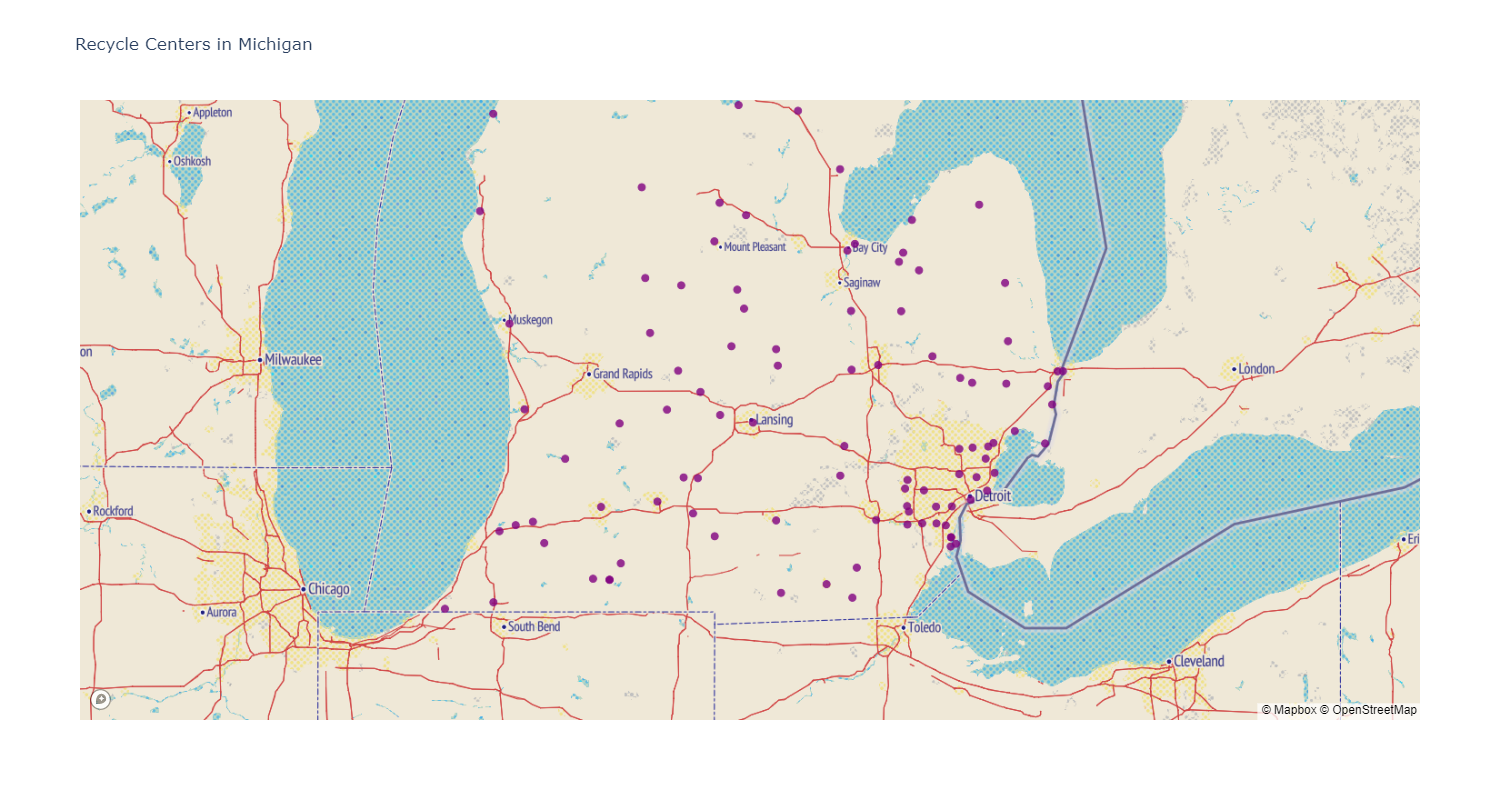 Recycle Centers in Michigan
Appleton
Oshkosh
Mount Pleasant
Bay City
Saginaw
Muskegon
on
Milwaukee
Grand Rapids
London
Lansing
Detroit
Rockford
Eri
Chicago
Aurora
South Bend
Toledo
Cleveland
© Mapbox © OpenStreetMap